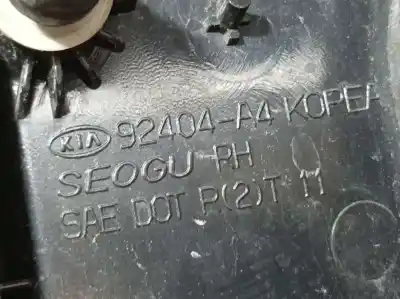 KIA 92404-A4 KOREA
SEOGU RH
SAE DOT P(2)T 11